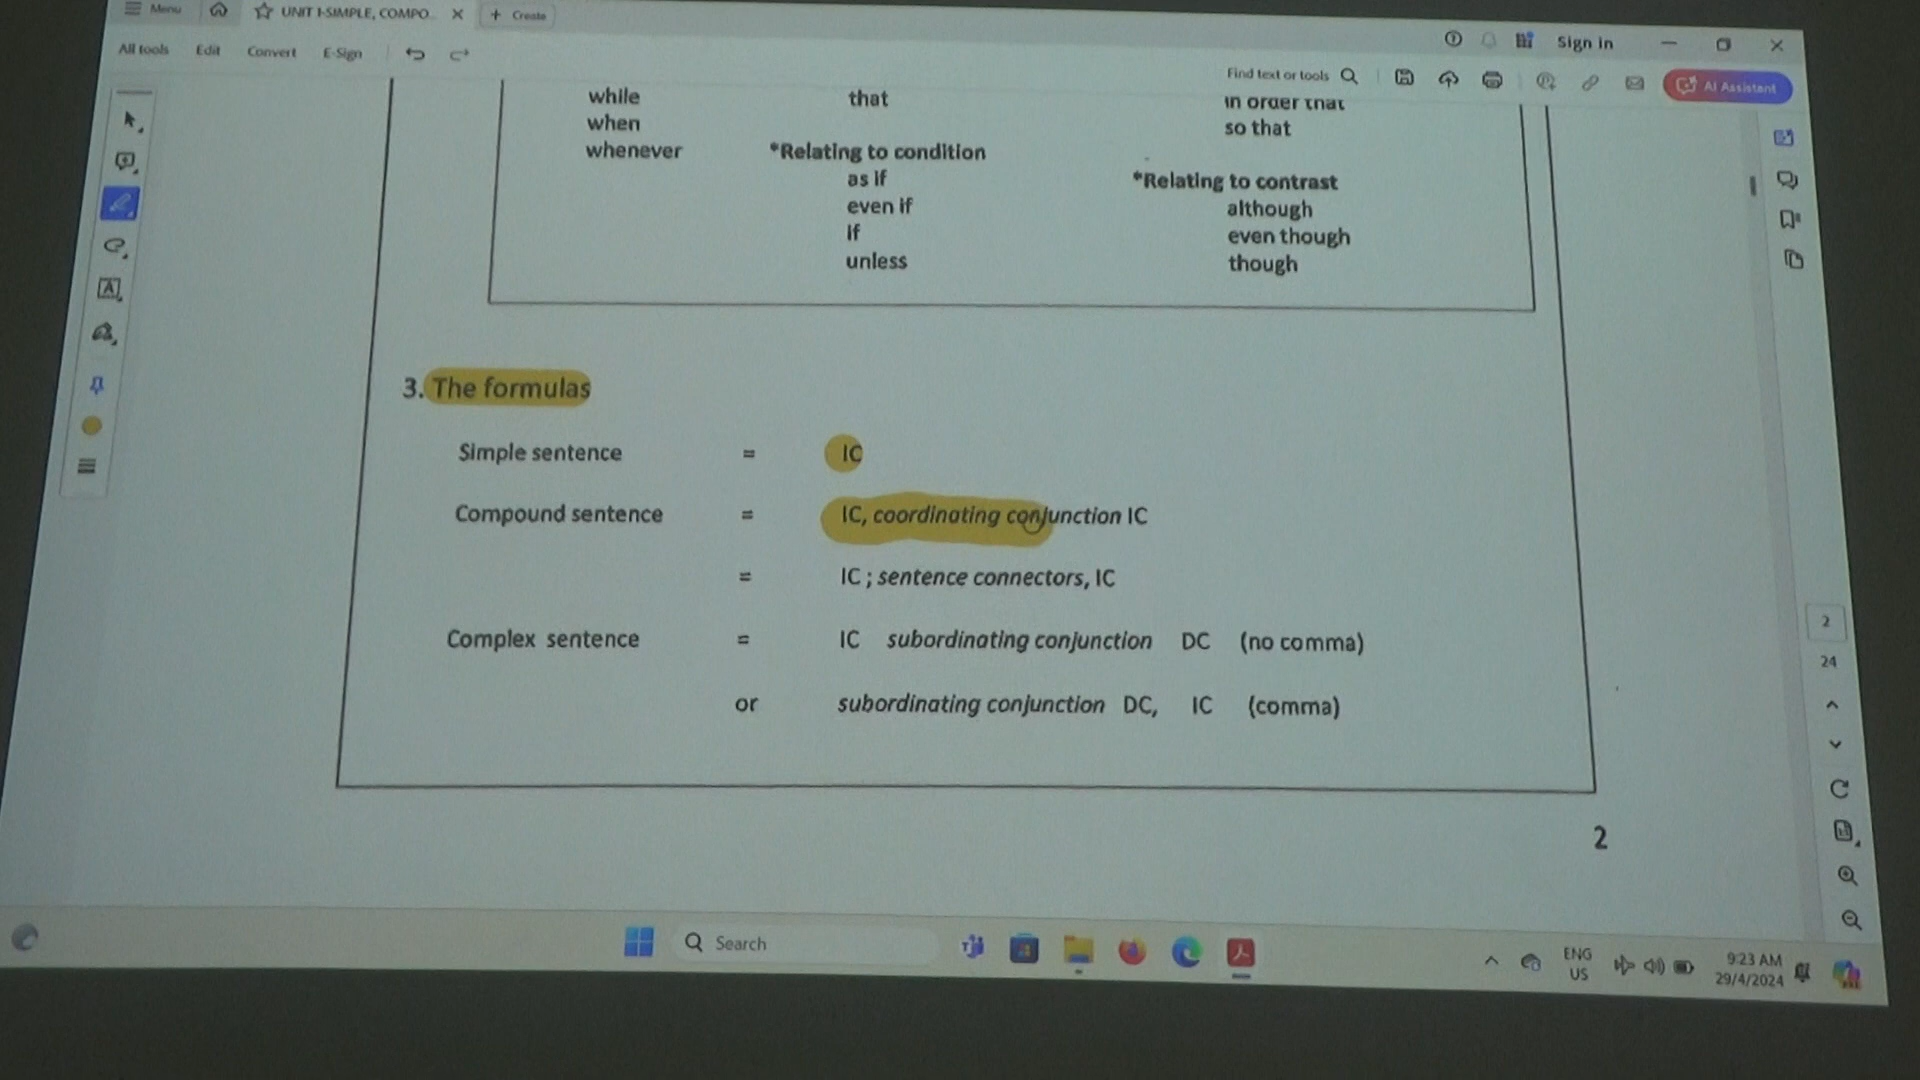 Menu
UNIT I-SIMPLE, COMPO...
Create
All tools Edit Convert E-Sign
Sign in
Find text or tools
AI Assistant
while that in order that
when so that
whenever *Relating to condition
as if *Relating to contrast
even if although
if even though
unless though
3. The formulas
Simple sentence = IC
Compound sentence = IC, coordinating conjunction IC
= IC ; sentence connectors, IC
Complex sentence = IC subordinating conjunction DC (no comma)
or subordinating conjunction DC, IC (comma)
2
2
24
Search
ENG
US
9:23 AM
29/4/2024